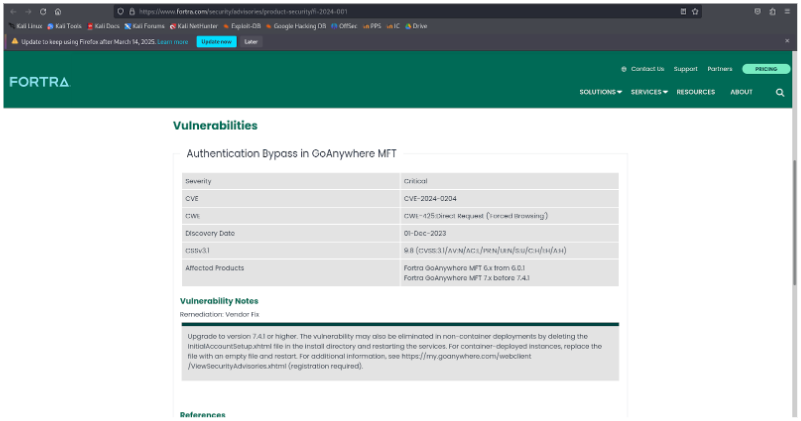 https://www.fortra.com/security/advisories/product-security/fi-2024-001
Kali Linux Kali Tools Kali Docs Kali Forums Kali NetHunter Exploit-DB Google Hacking DB OffSec PPS IC Drive
Update to keep using Firefox after March 14, 2025. Learn more Update now Later
Contact Us Support Partners PRICING
FORTRA
SOLUTIONS SERVICES RESOURCES ABOUT
Vulnerabilities
Authentication Bypass in GoAnywhere MFT
Severity Critical
CVE CVE-2024-0204
CWE CWE-425 Direct Request ('Forced Browsing')
Discovery Date 01-Dec-2023
CSSv3.1 9.8 (CVSS:3.1/AV:N/AC:L/PR:N/UI:N/S:U/C:H/I:H/A:H)
Affected Products Fortra GoAnywhere MFT 6.x from 6.0.1
Fortra GoAnywhere MFT 7.x before 7.4.1
Vulnerability Notes
Remediation: Vendor Fix
Upgrade to version 7.4.1 or higher. The vulnerability may also be eliminated in non-container deployments by deleting the
InitialAccountSetup.xhtml file in the install directory and restarting the services. For container-deployed instances, replace the
file with an empty file and restart. For additional information, see https://my.goanywhere.com/webclient
/ViewSecurityAdvisories.xhtml (registration required).
References